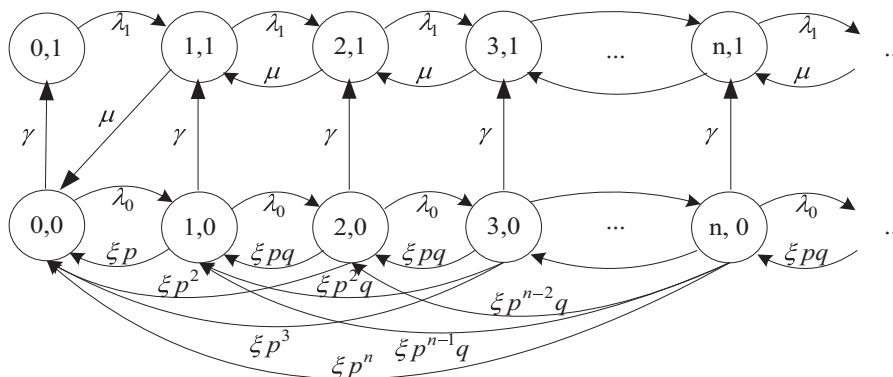 λ₁ λ₁ λ₁ λ₁
0,1 1,1 2,1 3,1 ... n,1 ..
μ μ μ
γ μ γ γ γ γ
λ₀ λ₀ λ₀ λ₀
0,0 1,0 2,0 3,0 ... n, 0 ..
ξp ξpq ξpq ξpq
ξp² ξp²q
ξpⁿ⁻²q
ξp³ ξpⁿ⁻¹q
ξpⁿ